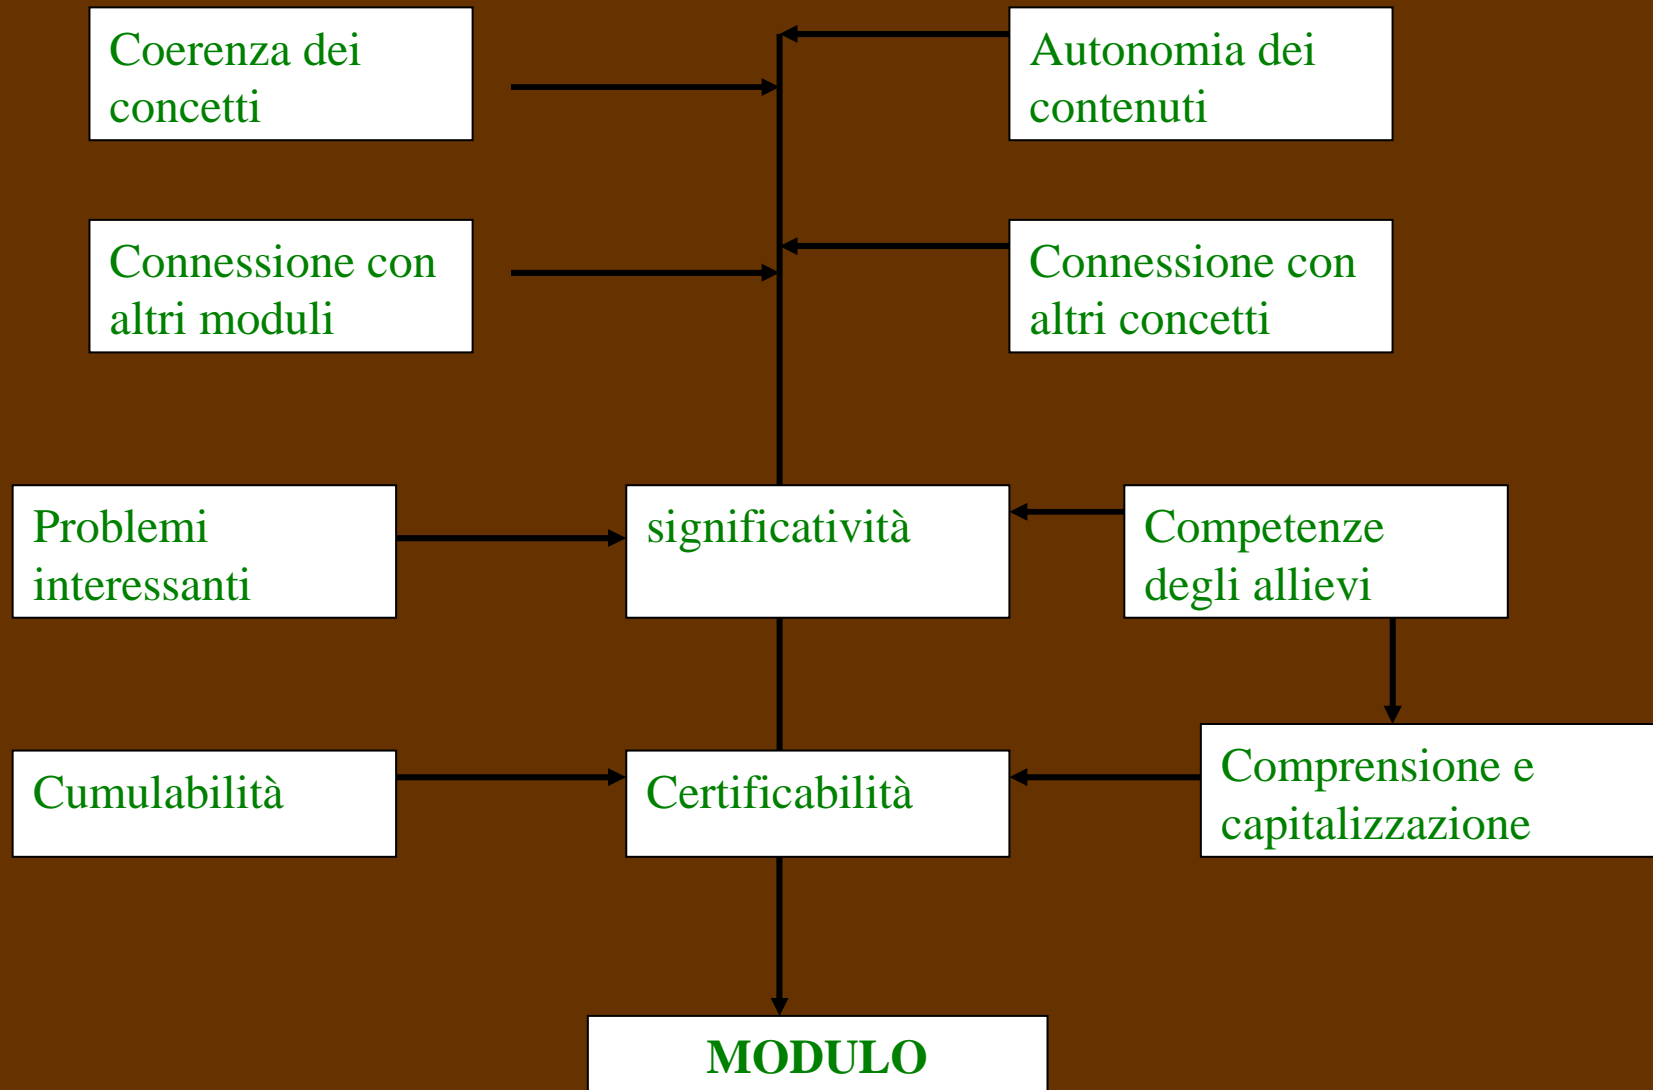 Coerenza dei
concetti
Autonomia dei
contenuti
Connessione con
altri moduli
Connessione con
altri concetti
Problemi
interessanti
significatività
Competenze
degli allievi
Cumulabilità
Certificabilità
Comprensione e
capitalizzazione
MODULO